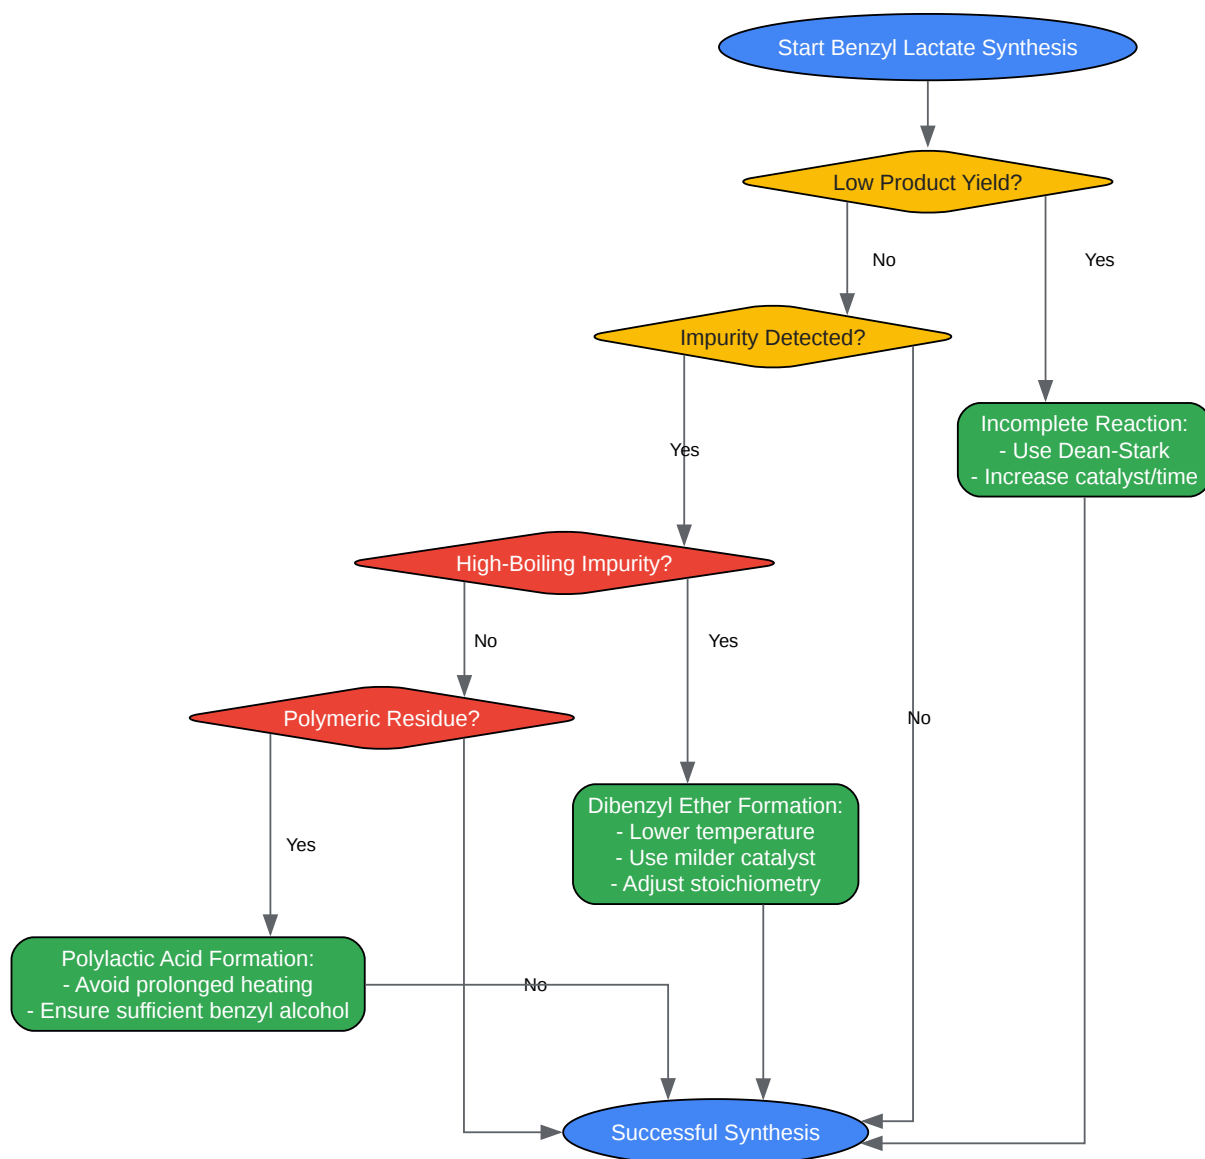 Start Benzyl Lactate Synthesis
Low Product Yield?
No
Yes
Impurity Detected?
Incomplete Reaction:
- Use Dean-Stark
- Increase catalyst/time
Yes
High-Boiling Impurity?
No
Yes
Polymeric Residue?
No
Dibenzyl Ether Formation:
- Lower temperature
- Use milder catalyst
- Adjust stoichiometry
Yes
Polylactic Acid Formation:
- Avoid prolonged heating
- Ensure sufficient benzyl alcohol
No
Successful Synthesis